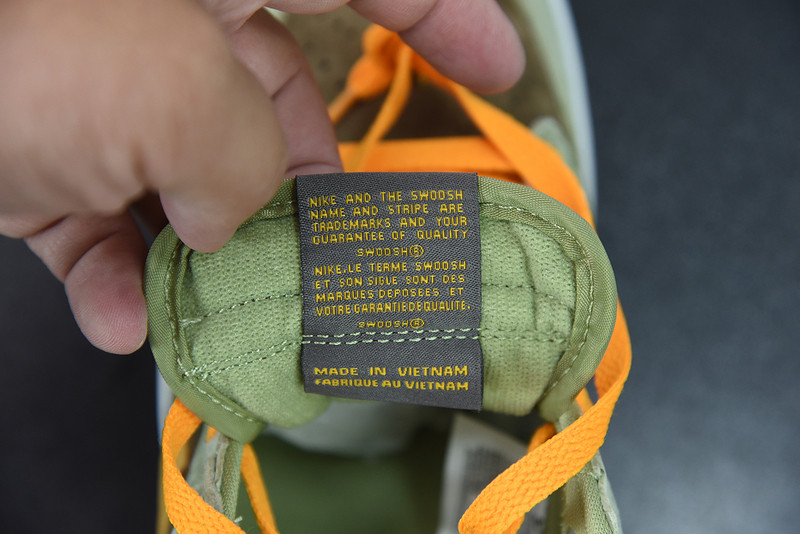 NIKE AND THE SWOOSH
NAME AND STRIPE ARE
TRADEMARKS AND YOUR
GUARANTEE OF QUALITY
SWOOSH®
NIKE, LE TERME SWOOSH
ET SON SIGLE SONT DES
MARQUES DEPOSEES ET
VOTRE GARANTIE DE QUALITE.
SWOOSH®
MADE IN VIETNAM
FABRIQUE AU VIETNAM